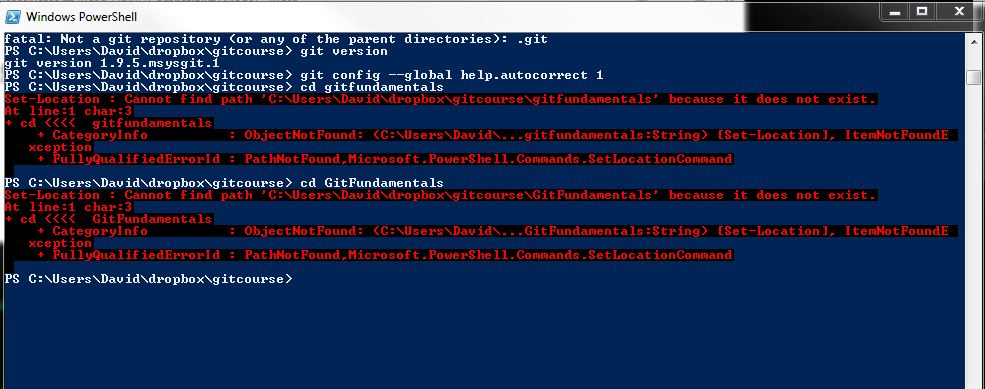 Windows PowerShell
fatal: Not a git repository (or any of the parent directories): .git
PS C:\Users\David\dropbox\gitcourse> git version
git version 1.9.5.msysgit.1
PS C:\Users\David\dropbox\gitcourse> git config --global help.autocorrect 1
PS C:\Users\David\dropbox\gitcourse> cd gitfundamentals
Set-Location : Cannot find path 'C:\Users\David\dropbox\gitcourse\gitfundamentals' because it does not exist.
At line:1 char:3
+ cd <<<<  gitfundamentals
    + CategoryInfo          : ObjectNotFound: (C:\Users\David\...gitfundamentals:String) [Set-Location], ItemNotFoundE
   xception
    + FullyQualifiedErrorId : PathNotFound,Microsoft.PowerShell.Commands.SetLocationCommand
PS C:\Users\David\dropbox\gitcourse> cd GitFundamentals
Set-Location : Cannot find path 'C:\Users\David\dropbox\gitcourse\GitFundamentals' because it does not exist.
At line:1 char:3
+ cd <<<<  GitFundamentals
    + CategoryInfo          : ObjectNotFound: (C:\Users\David\...GitFundamentals:String) [Set-Location], ItemNotFoundE
   xception
    + FullyQualifiedErrorId : PathNotFound,Microsoft.PowerShell.Commands.SetLocationCommand
PS C:\Users\David\dropbox\gitcourse>